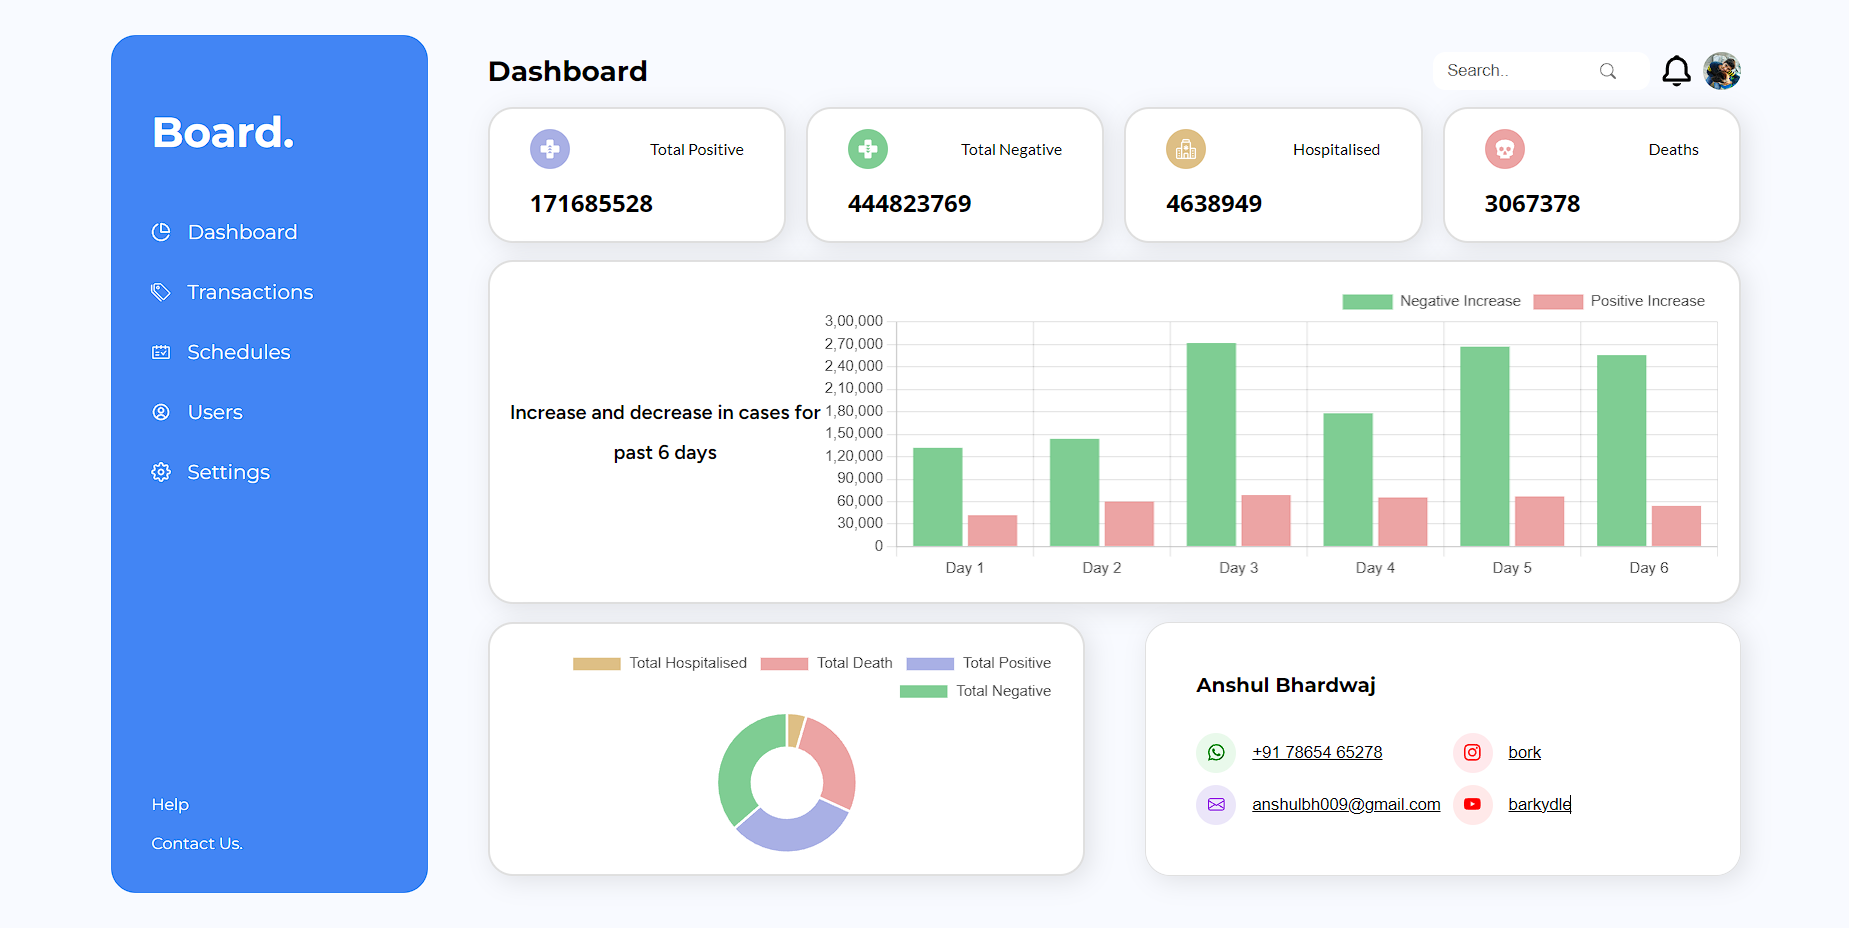 Board.
Dashboard
Transactions
Schedules
Users
Settings
Help
Contact Us.
Dashboard
Search..
Total Positive
171685528
Total Negative
444823769
Hospitalised
4638949
Deaths
3067378
Increase and decrease in cases for
past 6 days
Negative Increase Positive Increase
3,00,000
2,70,000
2,40,000
2,10,000
1,80,000
1,50,000
1,20,000
90,000
60,000
30,000
0
Day 1 Day 2 Day 3 Day 4 Day 5 Day 6
Total Hospitalised Total Death Total Positive
Total Negative
Anshul Bhardwaj
+91 78654 65278 bork
anshulbh009@gmail.com barkydle